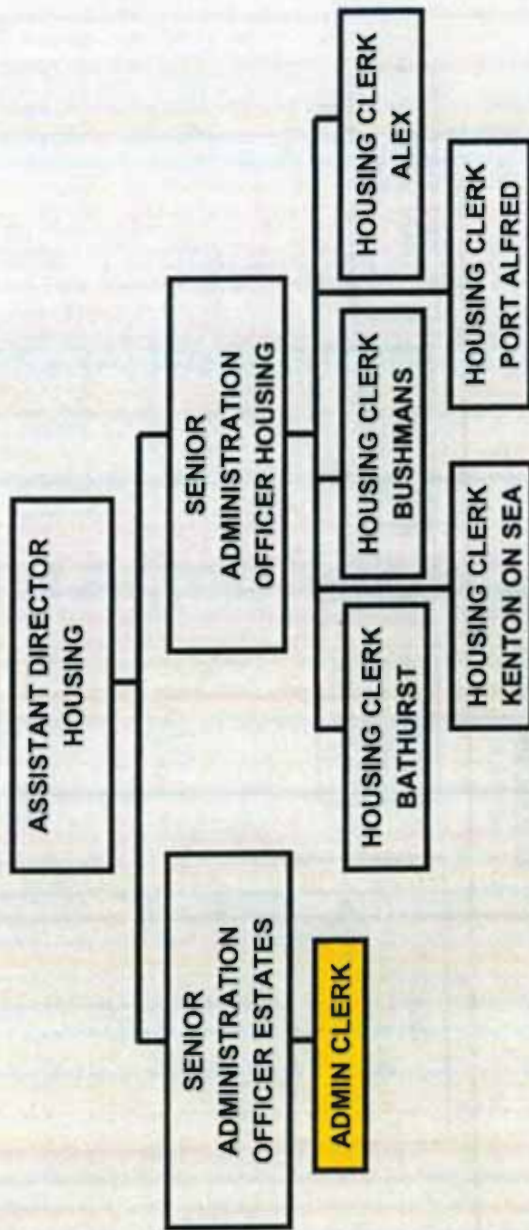 ASSISTANT DIRECTOR
HOUSING
SENIOR
ADMINISTRATION
OFFICER ESTATES
SENIOR
ADMINISTRATION
OFFICER HOUSING
ADMIN CLERK
HOUSING CLERK
BATHURST
HOUSING CLERK
BUSHMANS
HOUSING CLERK
ALEX
HOUSING CLERK
KENTON ON SEA
HOUSING CLERK
PORT ALFRED